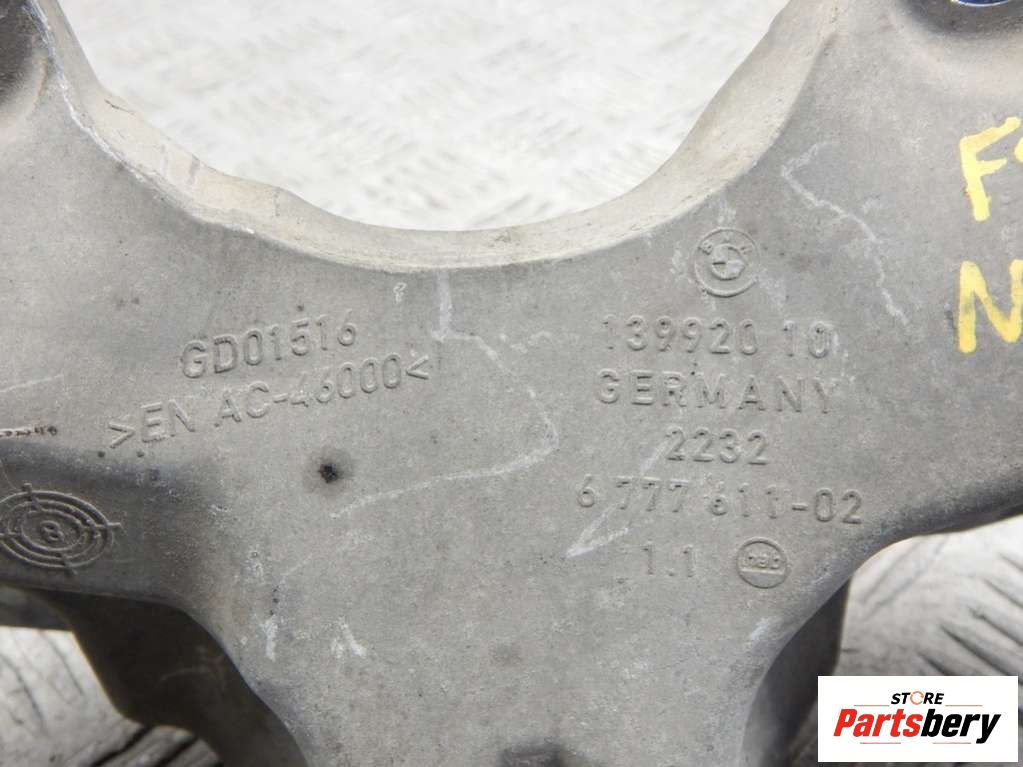 GD01516
>EN AC-46000<
139920 10
GERMANY
2232
6 777 611-02
1.1
STORE
Partsbery